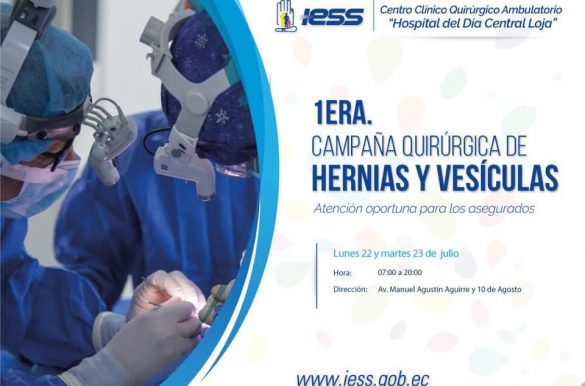 IESS
Centro Clínico Quirúrgico Ambulatorio
"Hospital del Día Central Loja"
1ERA.
CAMPAÑA QUIRÚRGICA DE
HERNIAS Y VESÍCULAS
Atención oportuna para los asegurados
Lunes 22 y martes 23 de julio
Hora: 07:00 a 20:00
Dirección: Av. Manuel Agustín Aguirre y 10 de Agosto
www.iess.gob.ec